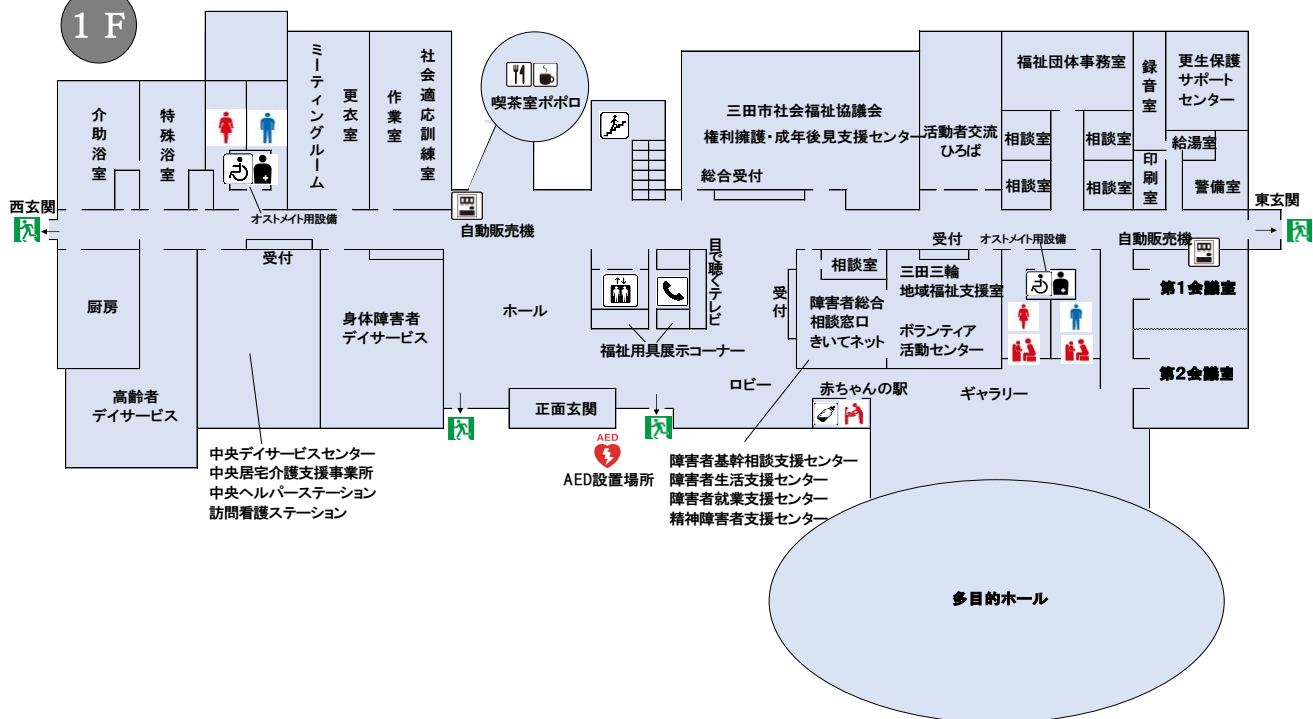 1 F
介助浴室
特殊浴室
ミーティングルーム
更衣室
作業室
社会適応訓練室
喫茶室ポポロ
三田市社会福祉協議会
権利擁護・成年後見支援センター
総合受付
活動者交流
ひろば
福祉団体事務室
相談室
相談室
相談室
相談室
録音室
印刷室
更生保護
サポート
センター
給湯室
警備室
西玄関
オストメイト用設備
自動販売機
東玄関
受付
厨房
高齢者
デイサービス
身体障害者
デイサービス
ホール
目で聴くテレビ
福祉用具展示コーナー
受付
相談室
障害者総合
相談窓口
きいてネット
受付
三田三輪
地域福祉支援室
ボランティア
活動センター
オストメイト用設備
自動販売機
第1会議室
第2会議室
ロビー
赤ちゃんの駅
ギャラリー
正面玄関
AED
AED設置場所
中央デイサービスセンター
中央居宅介護支援事業所
中央ヘルパーステーション
訪問看護ステーション
障害者基幹相談支援センター
障害者生活支援センター
障害者就業支援センター
精神障害者支援センター
多目的ホール